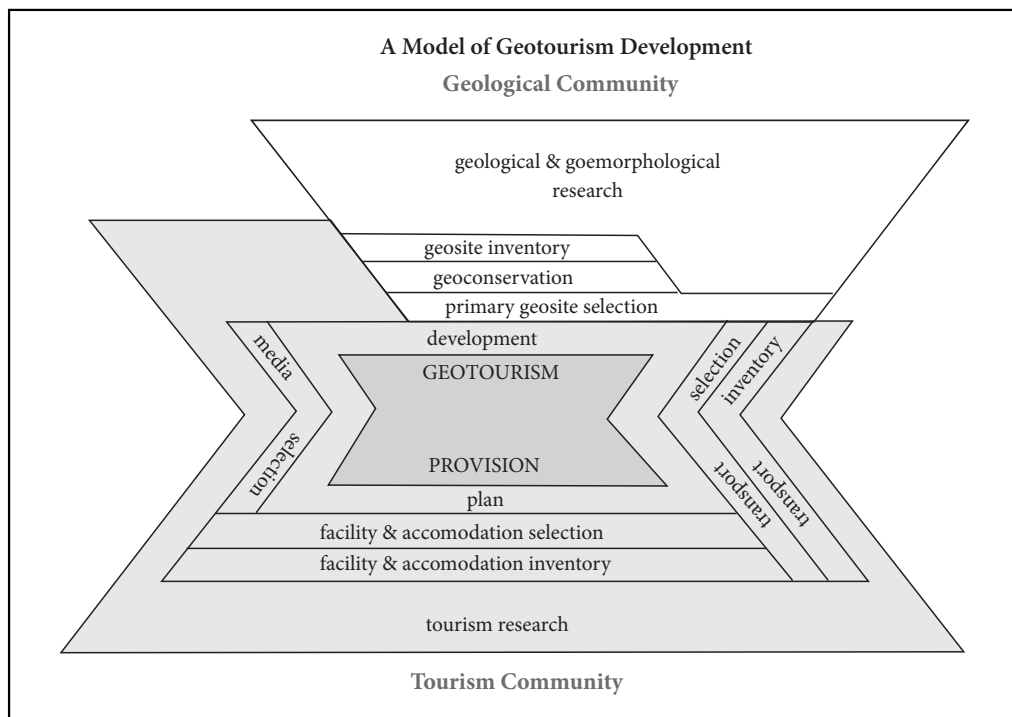 A Model of Geotourism Development
Geological Community
geological & goemorphological
research
geosite inventory
geoconservation
primary geosite selection
development
media
selection
GEOTOURISM
PROVISION
selection
transport
inventory
transport
plan
facility & accomodation selection
facility & accomodation inventory
tourism research
Tourism Community